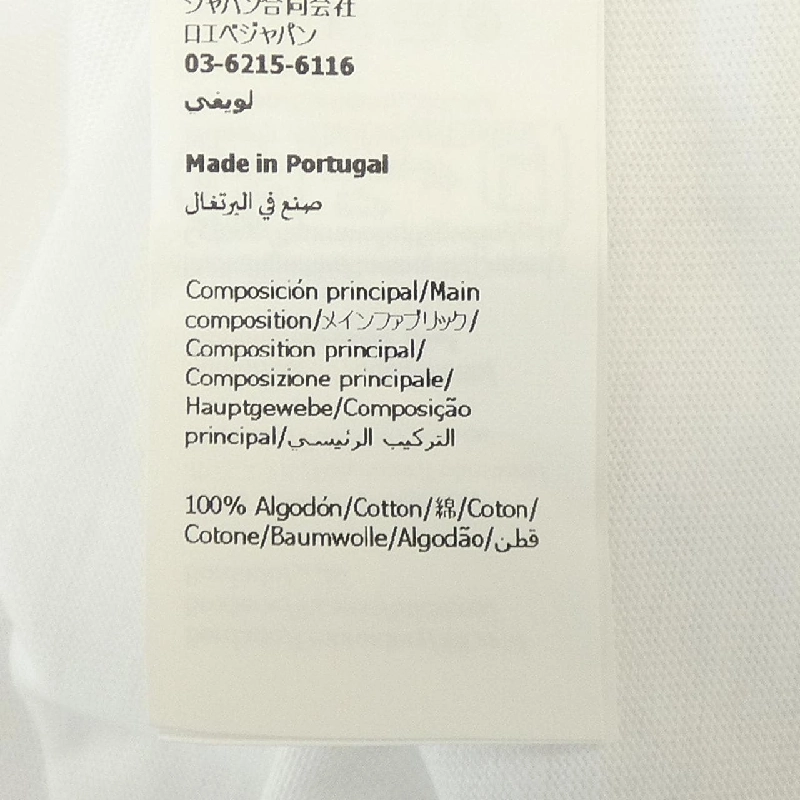 ジャパン合同会社
ロエベジャパン
03-6215-6116
لويفي
Made in Portugal
صنع في البرتغال
Composición principal/Main
composition/メインファブリック/
Composition principal/
Composizione principale/
Hauptgewebe/Composição
principal/التركيب الرئيسي
100% Algodón/Cotton/綿/Coton/
Cotone/Baumwolle/Algodão/قطن